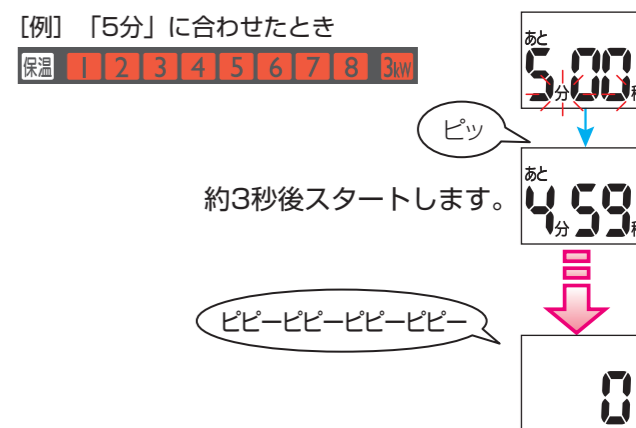 ［例］「5分」に合わせたとき
保温 1 2 3 4 5 6 7 8 3kW
あと
5分00秒
ピッ
約3秒後スタートします。
あと
4分59秒
ピピーピピーピピーピピー
0